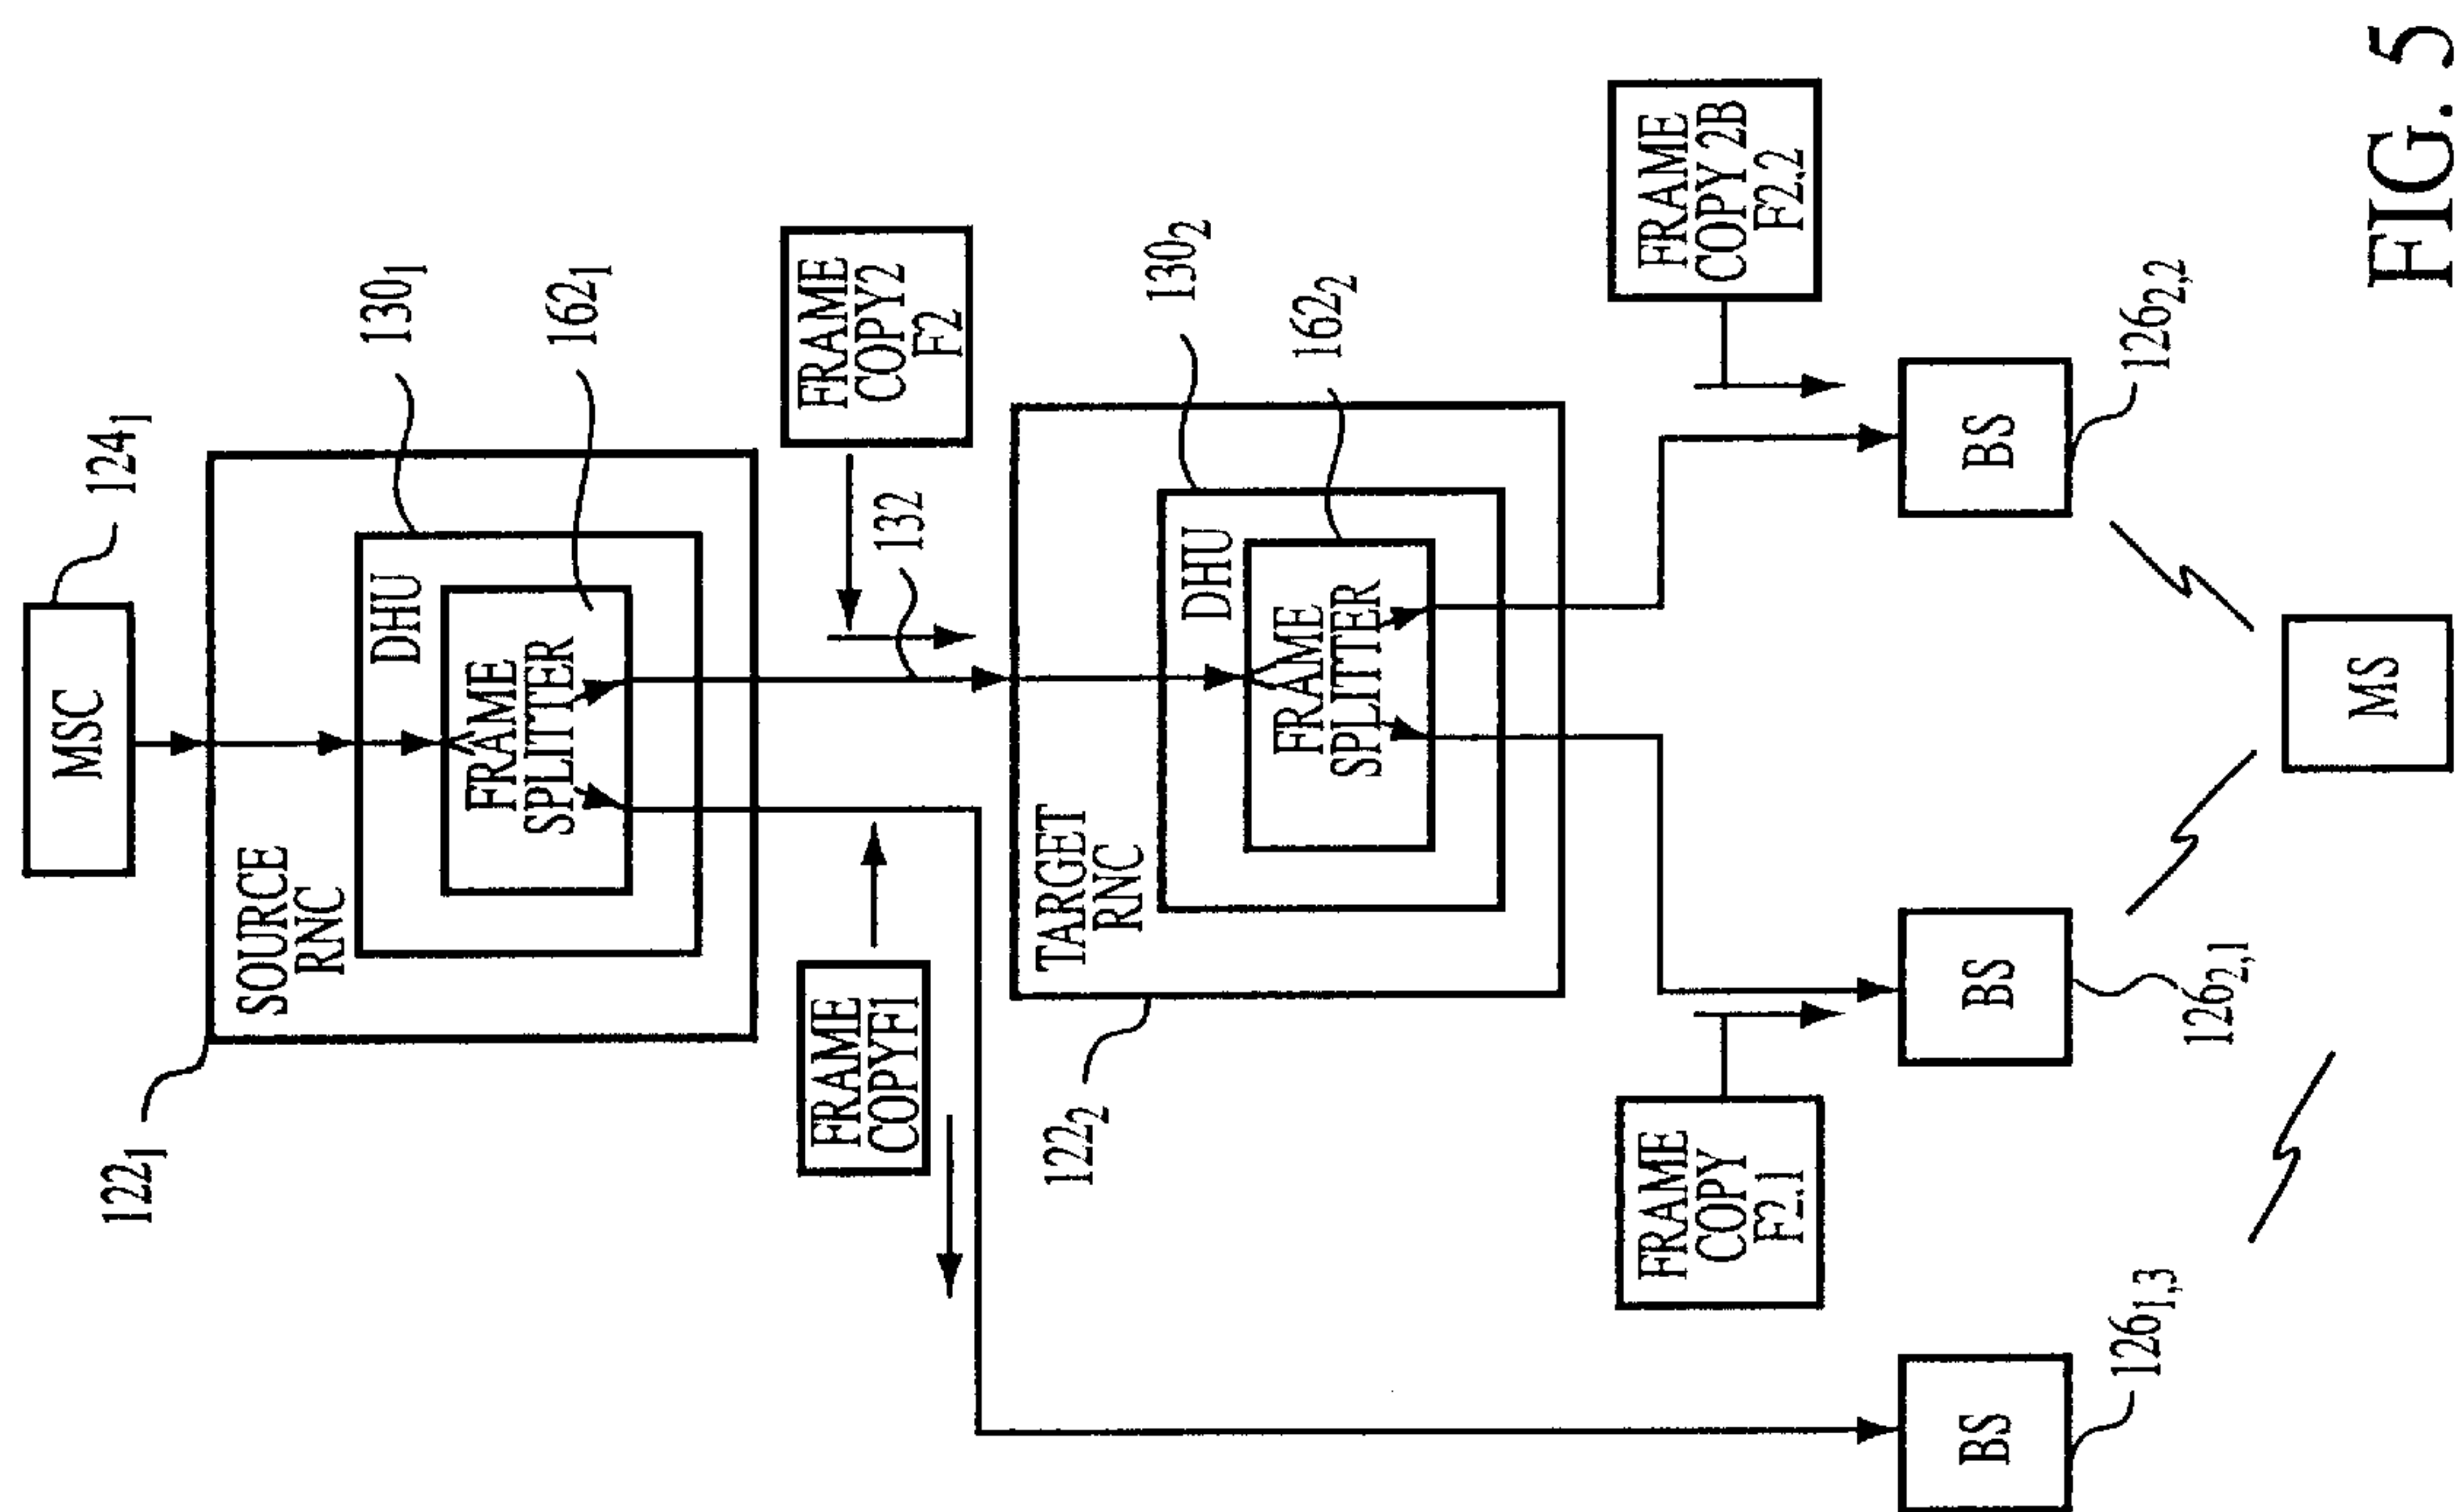 MSC
124₁
SOURCE
RNC
122₁
DHU
130₁
FRAME
SPLITTER
162₁
FRAME
COPYF1
FRAME
COPY2
F2
132
TARGET
RNC
122₂
DHU
130₂
FRAME
SPLITTER
162₂
FRAME
COPY
F2.1
FRAME
COPY 2B
F2.2
BS
126₁,₃
BS
126₂,₁
BS
126₂,₂
MS
FIG. 5